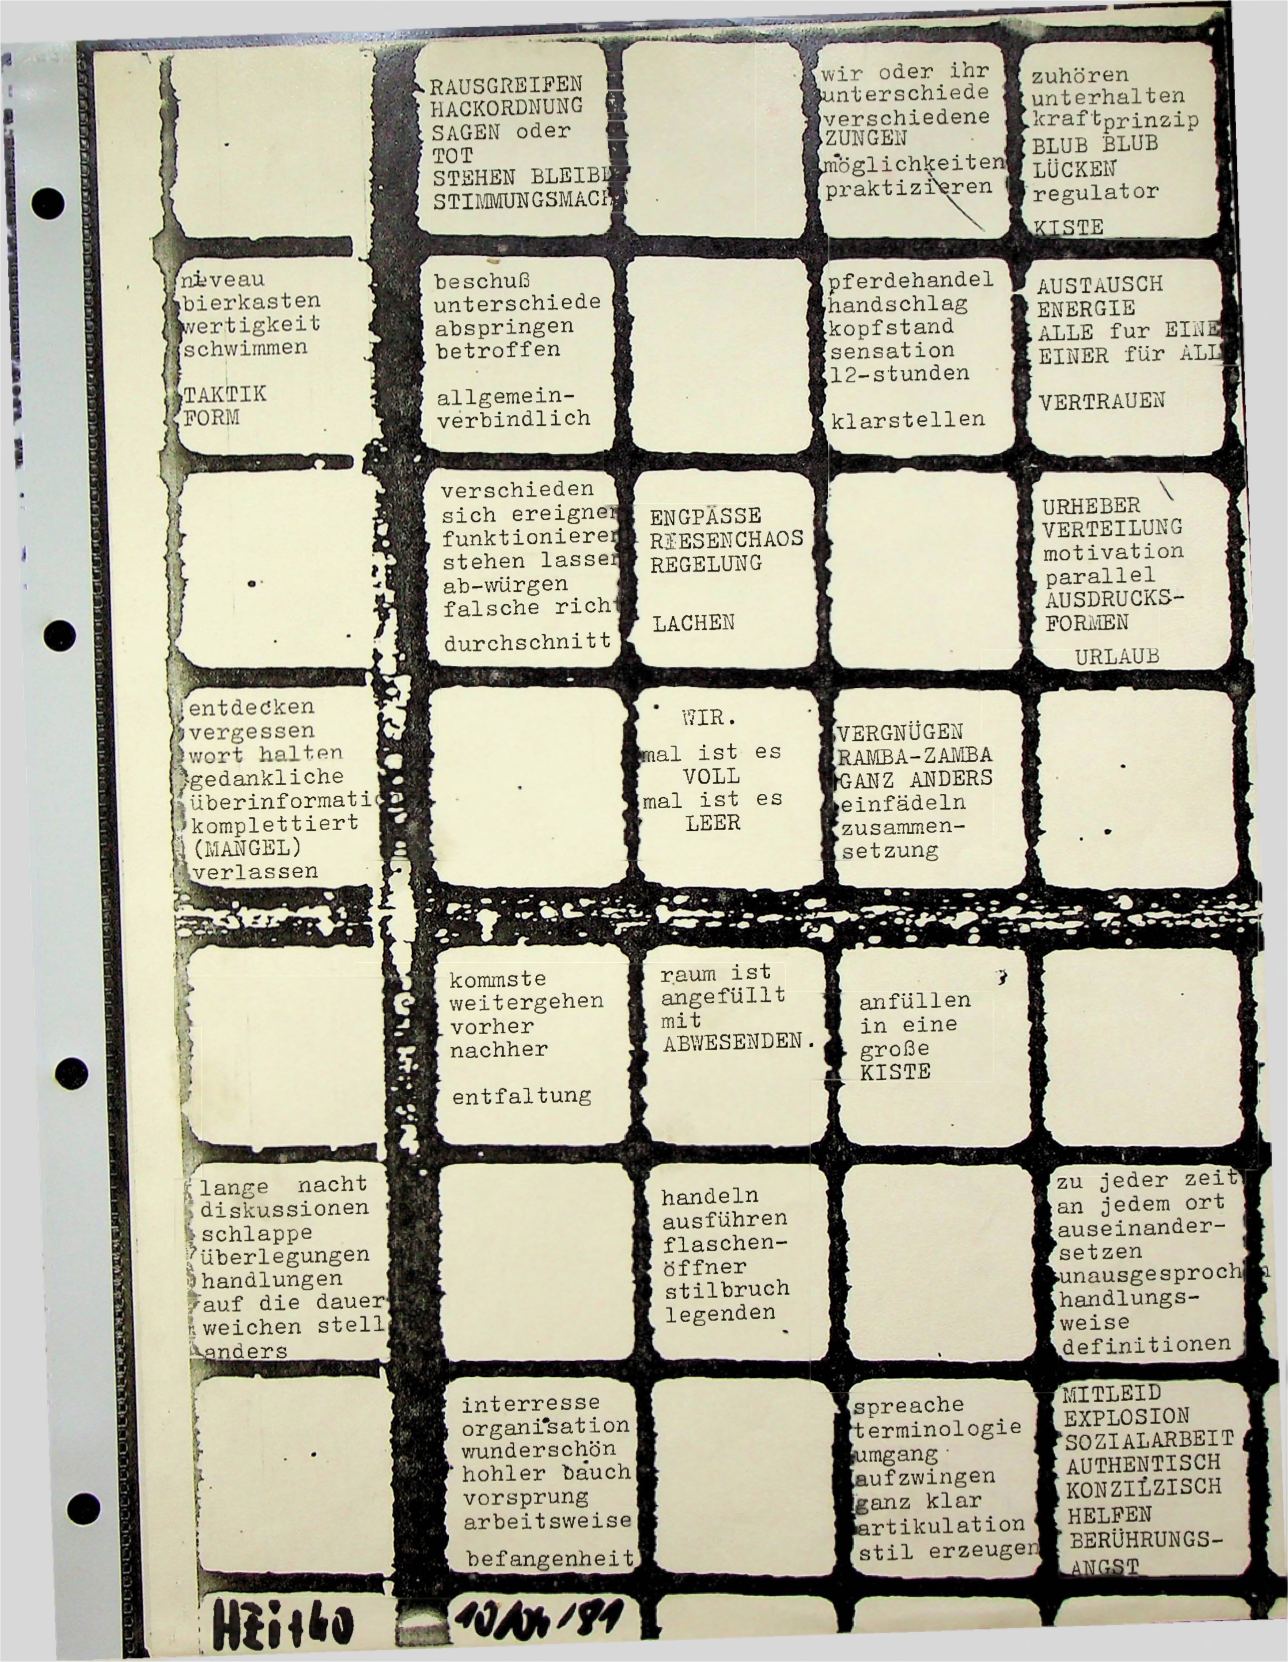 RAUSGREIFEN
HACKORDNUNG
SAGEN oder
TOT
STEHEN BLEIBE
STIMMUNGSMACH
wir oder ihr
unterschiede
verschiedene
ZUNGEN
möglichkeiten
praktizieren
zuhören
unterhalten
kraftprinzip
BLUB BLUB
LÜCKEN
regulator
KISTE
niveau
bierkasten
wertigkeit
schwimmen
TAKTIK
FORM
beschuß
unterschiede
abspringen
betroffen
allgemein-
verbindlich
pferdehandel
handschlag
kopfstand
sensation
12-stunden
klarstellen
AUSTAUSCH
ENERGIE
ALLE fur EINE
EINER für ALL
VERTRAUEN
verschieden
sich ereignen
funktionieren
stehen lassen
ab-würgen
falsche richt
durchschnitt
ENGPÄSSE
RIESENCHAOS
REGELUNG
LACHEN
URHEBER
VERTEILUNG
motivation
parallel
AUSDRUCKS-
FORMEN
URLAUB
entdecken
vergessen
wort halten
gedankliche
überinformatio
komplettiert
(MANGEL)
verlassen
WIR.
mal ist es
VOLL
mal ist es
LEER
VERGNÜGEN
RAMBA-ZAMBA
GANZ ANDERS
einfädeln
zusammen-
setzung
kommste
weitergehen
vorher
nachher
entfaltung
raum ist
angefüllt
mit
ABWESENDEN.
anfüllen
in eine
große
KISTE
lange nacht
diskussionen
schlappe
überlegungen
handlungen
auf die dauer
weichen stell
anders
handeln
ausführen
flaschen-
öffner
stilbruch
legenden
zu jeder zeit
an jedem ort
auseinander-
setzen
unausgesprochen
handlungs-
weise
definitionen
interresse
organisation
wunderschön
hohler bauch
vorsprung
arbeitsweise
befangenheit
spreache
terminologie
umgang
aufzwingen
ganz klar
artikulation
stil erzeugen
MITLEID
EXPLOSION
SOZIALARBEIT
AUTHENTISCH
KONZILZISCH
HELFEN
BERÜHRUNGS-
ANGST
HZit40
10/04/81